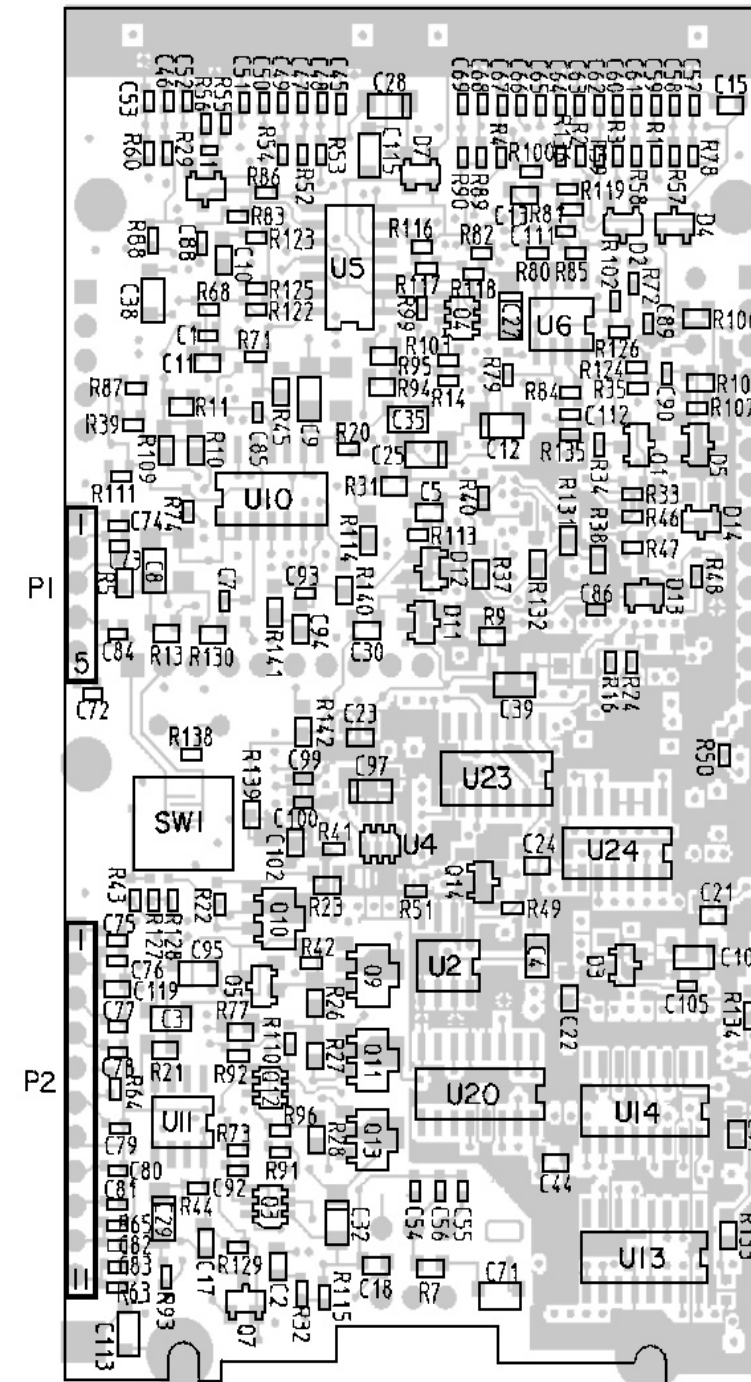 C53 C46 C52 R56 R55 C51 C50 C49 C47 C48 C45 C28 C69 C68 C67 C66 C65 C64 C63 C62 C60 C61 C59 C58 C57 C15
R60 R29 R54 R52 R53 C115 D7 R90 R89 R4 R100 R2 R3 R1 R78
R86 R119 R58 R57
R83 C13 R81
R88 C88 R123 R116 R82 C111 D2 D4
C10 U5 R80 R85
C38 R125 R117 R118 R102 R72
R68 R122 R99 Q4 C27 U6 C89
C1 R126
C11 R71 R95 R124
R87 R94 R14 R79 R84 R35 C90
R11 R45 C9 C35 C112 R107
R39 C85 R20 C12 R135
R109 R10 C25 R34 Q1 D5
R111 R31 R40 R33
C74 R74 U10 C5 R131 R46 D14
R114 R113 R38 R47
P1 1 R5 C8 D12 R37 R132 R48
C7 C93 R140 C86 D13
C84 R13 R130 R141 C94 C30 D11 R9
5 R16 R24
C72 C39
R142 C23
R138 R50
R139 C99 C97 U23
SW1 C100
C102 R41 U4 C24 U24
R43 R22 R23 R51 Q14 C21
C75 R127 R128 Q10 R49
1 C76 C95 R42 U2 C4 D3
C119 Q5 Q9 C105
C77 C3 R77 R26 C22 R134
C78 R21 R92 R110 R27 Q11
P2 R64 Q12 U20 U14
U11 R96
C79 R73 R28 Q13
C80 R91 C44
C81 R44 C92 Q3 C54 C56 C55
R65 C29 C32
C82 C17 R129 U13
C83 C2 C18 R7 C71
11 R63 R93 R32 R115
C113 Q7